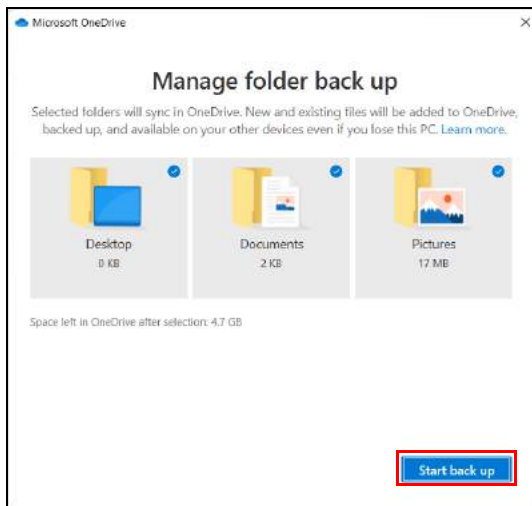 Microsoft OneDrive
Manage folder back up
Selected folders will sync in OneDrive. New and existing files will be added to OneDrive,
backed up, and available on your other devices even if you lose this PC. Learn more.
Desktop
0 KB
Documents
2 KB
Pictures
17 MB
Space left in OneDrive after selection: 4.7 GB
Start back up